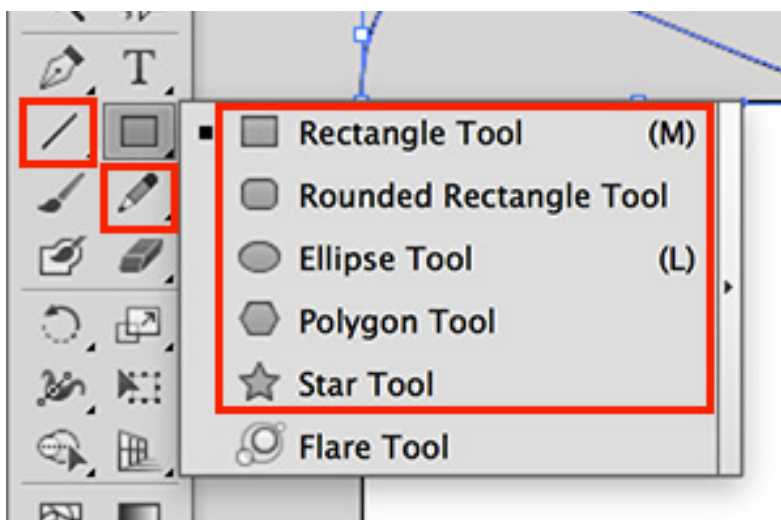 T
Rectangle Tool (M)
Rounded Rectangle Tool
Ellipse Tool (L)
Polygon Tool
Star Tool
Flare Tool